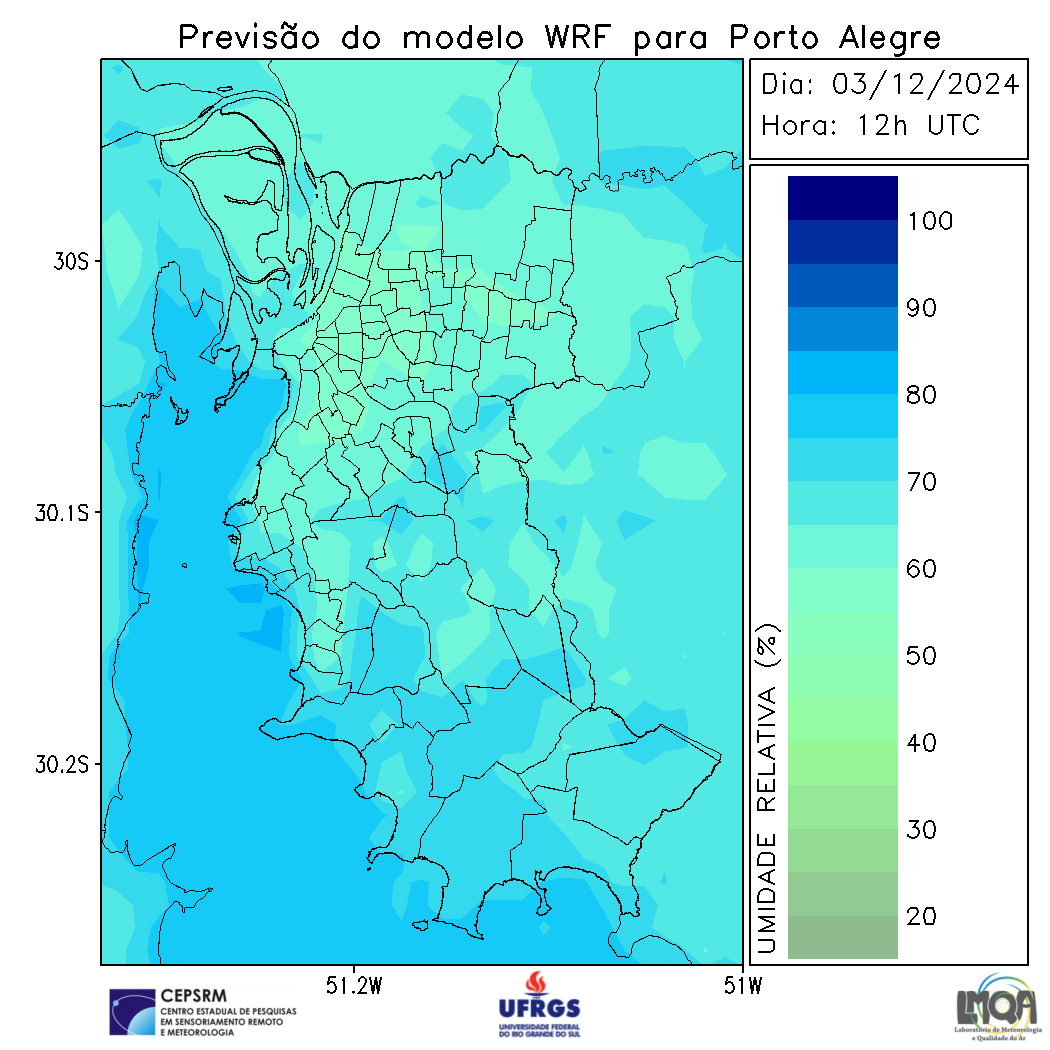 Previsão do modelo WRF para Porto Alegre
Dia: 03/12/2024
Hora: 12h UTC
100
90
80
70
60
50
40
30
20
UMIDADE RELATIVA (%)
30S
30.1S
30.2S
51.2W
51W
CEPSRM
CENTRO ESTADUAL DE PESQUISAS
EM SENSORIAMENTO REMOTO
E METEOROLOGIA
UFRGS
UNIVERSIDADE FEDERAL
DO RIO GRANDE DO SUL
LMQA
Laboratório de Meteorologia
e Qualidade do Ar